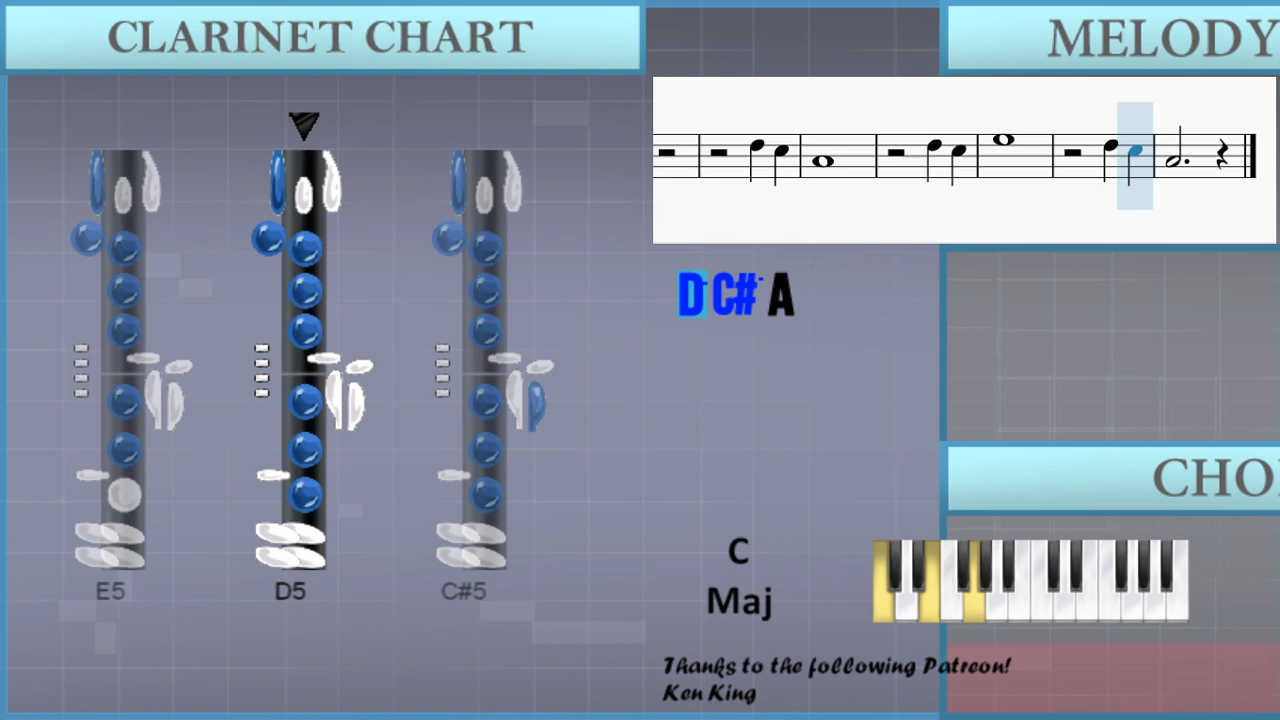 CLARINET CHART
MELODY
D- C#- A
E5
D5
C#5
CHO
C
Maj
Thanks to the following Patreon!
Ken King